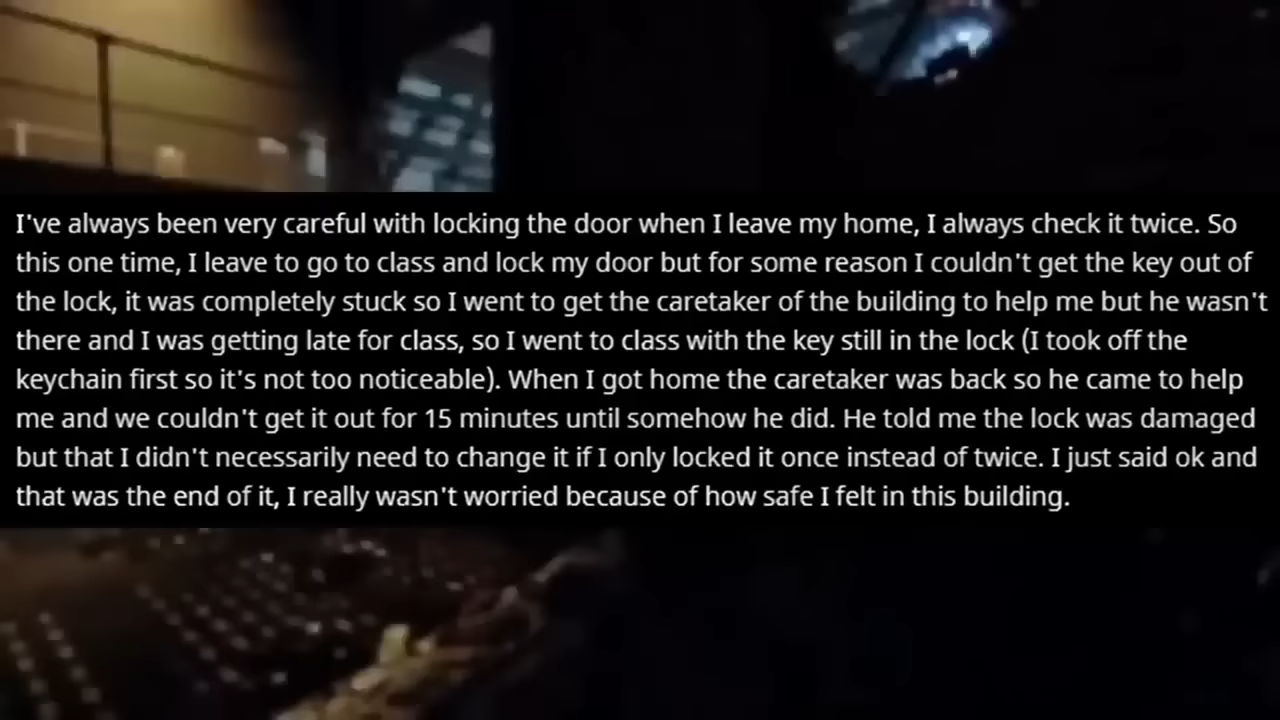 I've always been very careful with locking the door when I leave my home, I always check it twice. So
this one time, I leave to go to class and lock my door but for some reason I couldn't get the key out of
the lock, it was completely stuck so I went to get the caretaker of the building to help me but he wasn't
there and I was getting late for class, so I went to class with the key still in the lock (I took off the
keychain first so it's not too noticeable). When I got home the caretaker was back so he came to help
me and we couldn't get it out for 15 minutes until somehow he did. He told me the lock was damaged
but that I didn't necessarily need to change it if I only locked it once instead of twice. I just said ok and
that was the end of it, I really wasn't worried because of how safe I felt in this building.